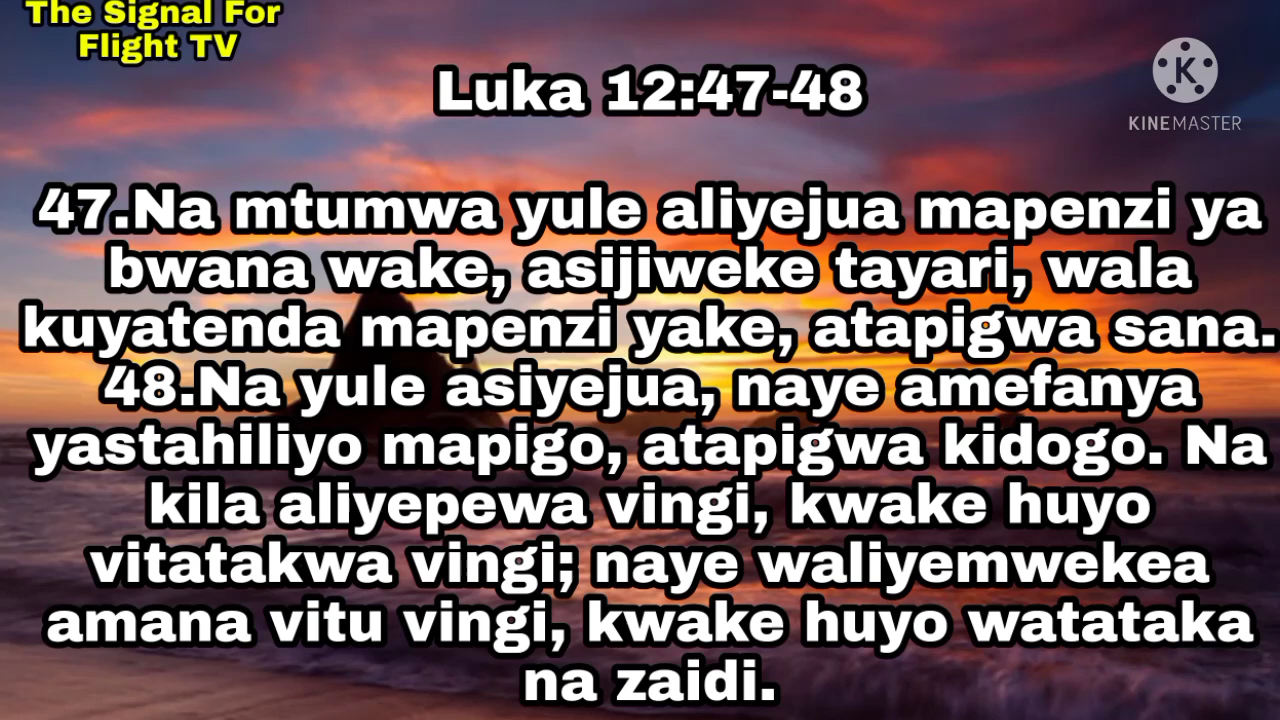 The Signal For
Flight TV
KINEMASTER
Luka 12:47-48
47.Na mtumwa yule aliyejua mapenzi ya
bwana wake, asijiweke tayari, wala
kuyatenda mapenzi yake, atapigwa sana.
48.Na yule asiyejua, naye amefanya
yastahiliyo mapigo, atapigwa kidogo. Na
kila aliyepewa vingi, kwake huyo
vitatakwa vingi; naye waliyemwekea
amana vitu vingi, kwake huyo watataka
na zaidi.